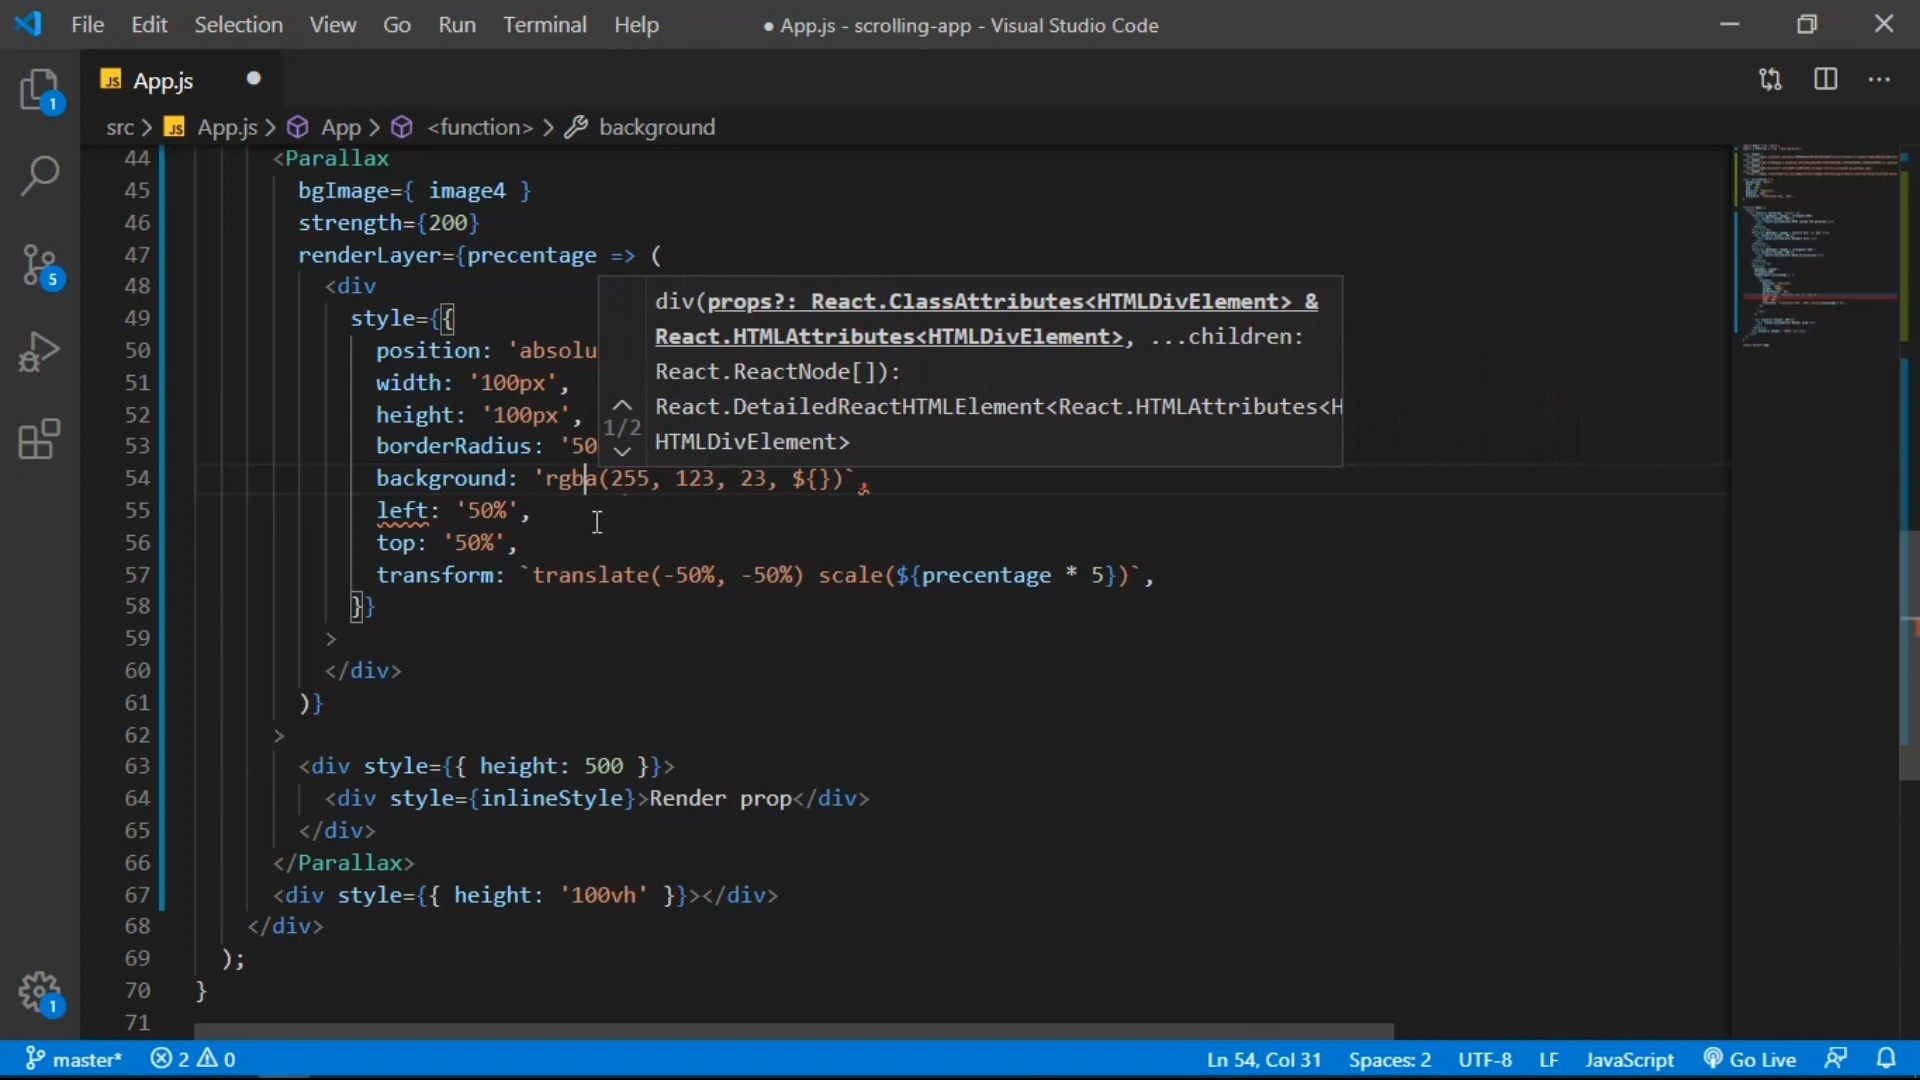 File Edit Selection View Go Run Terminal Help ● App.js - scrolling-app - Visual Studio Code
JS App.js
src > JS App.js > App > <function> > background
44 <Parallax
45 bgImage={ image4 }
46 strength={200}
47 renderLayer={precentage => (
48 <div
49 style={{
50 position: 'absolu
51 width: '100px',
52 height: '100px',
53 borderRadius: '50
div(props?: React.ClassAttributes<HTMLDivElement> &
React.HTMLAttributes<HTMLDivElement>, ...children:
React.ReactNode[]):
React.DetailedReactHTMLElement<React.HTMLAttributes<H
1/2
HTMLDivElement>
54 background: 'rgba(255, 123, 23, ${})`,
55 left: '50%',
56 top: '50%',
57 transform: `translate(-50%, -50%) scale(${precentage * 5})`,
58 }}
59 >
60 </div>
61 )}
62 >
63 <div style={{ height: 500 }}>
64 <div style={inlineStyle}>Render prop</div>
65 </div>
66 </Parallax>
67 <div style={{ height: '100vh' }}></div>
68 </div>
69 );
70 }
71
1
5
1
master* 2 0 Ln 54, Col 31 Spaces: 2 UTF-8 LF JavaScript Go Live